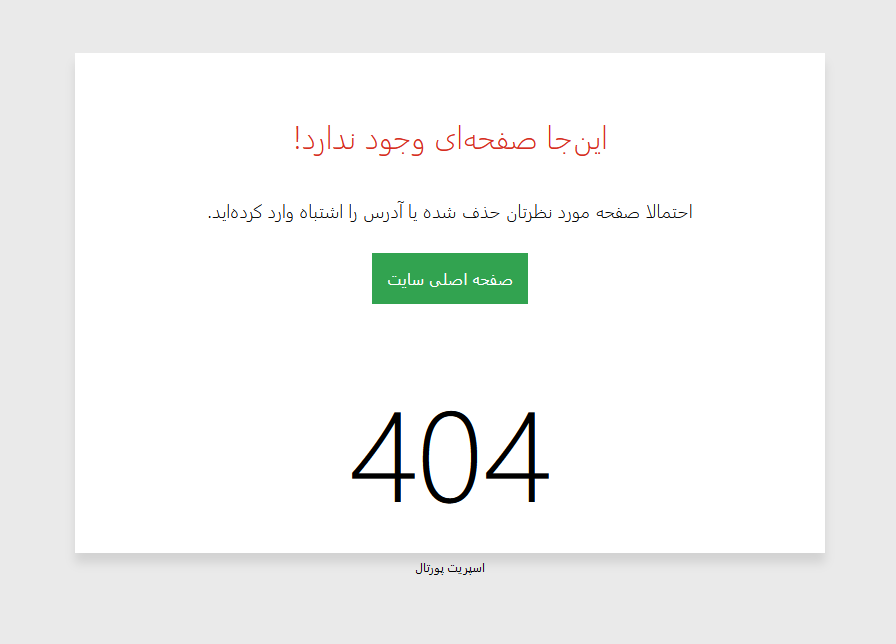 این‌جا صفحه‌ای وجود ندارد!
احتمالا صفحه مورد نظرتان حذف شده یا آدرس را اشتباه وارد کرده‌اید.
صفحه اصلی سایت
404
اسپریت پورتال